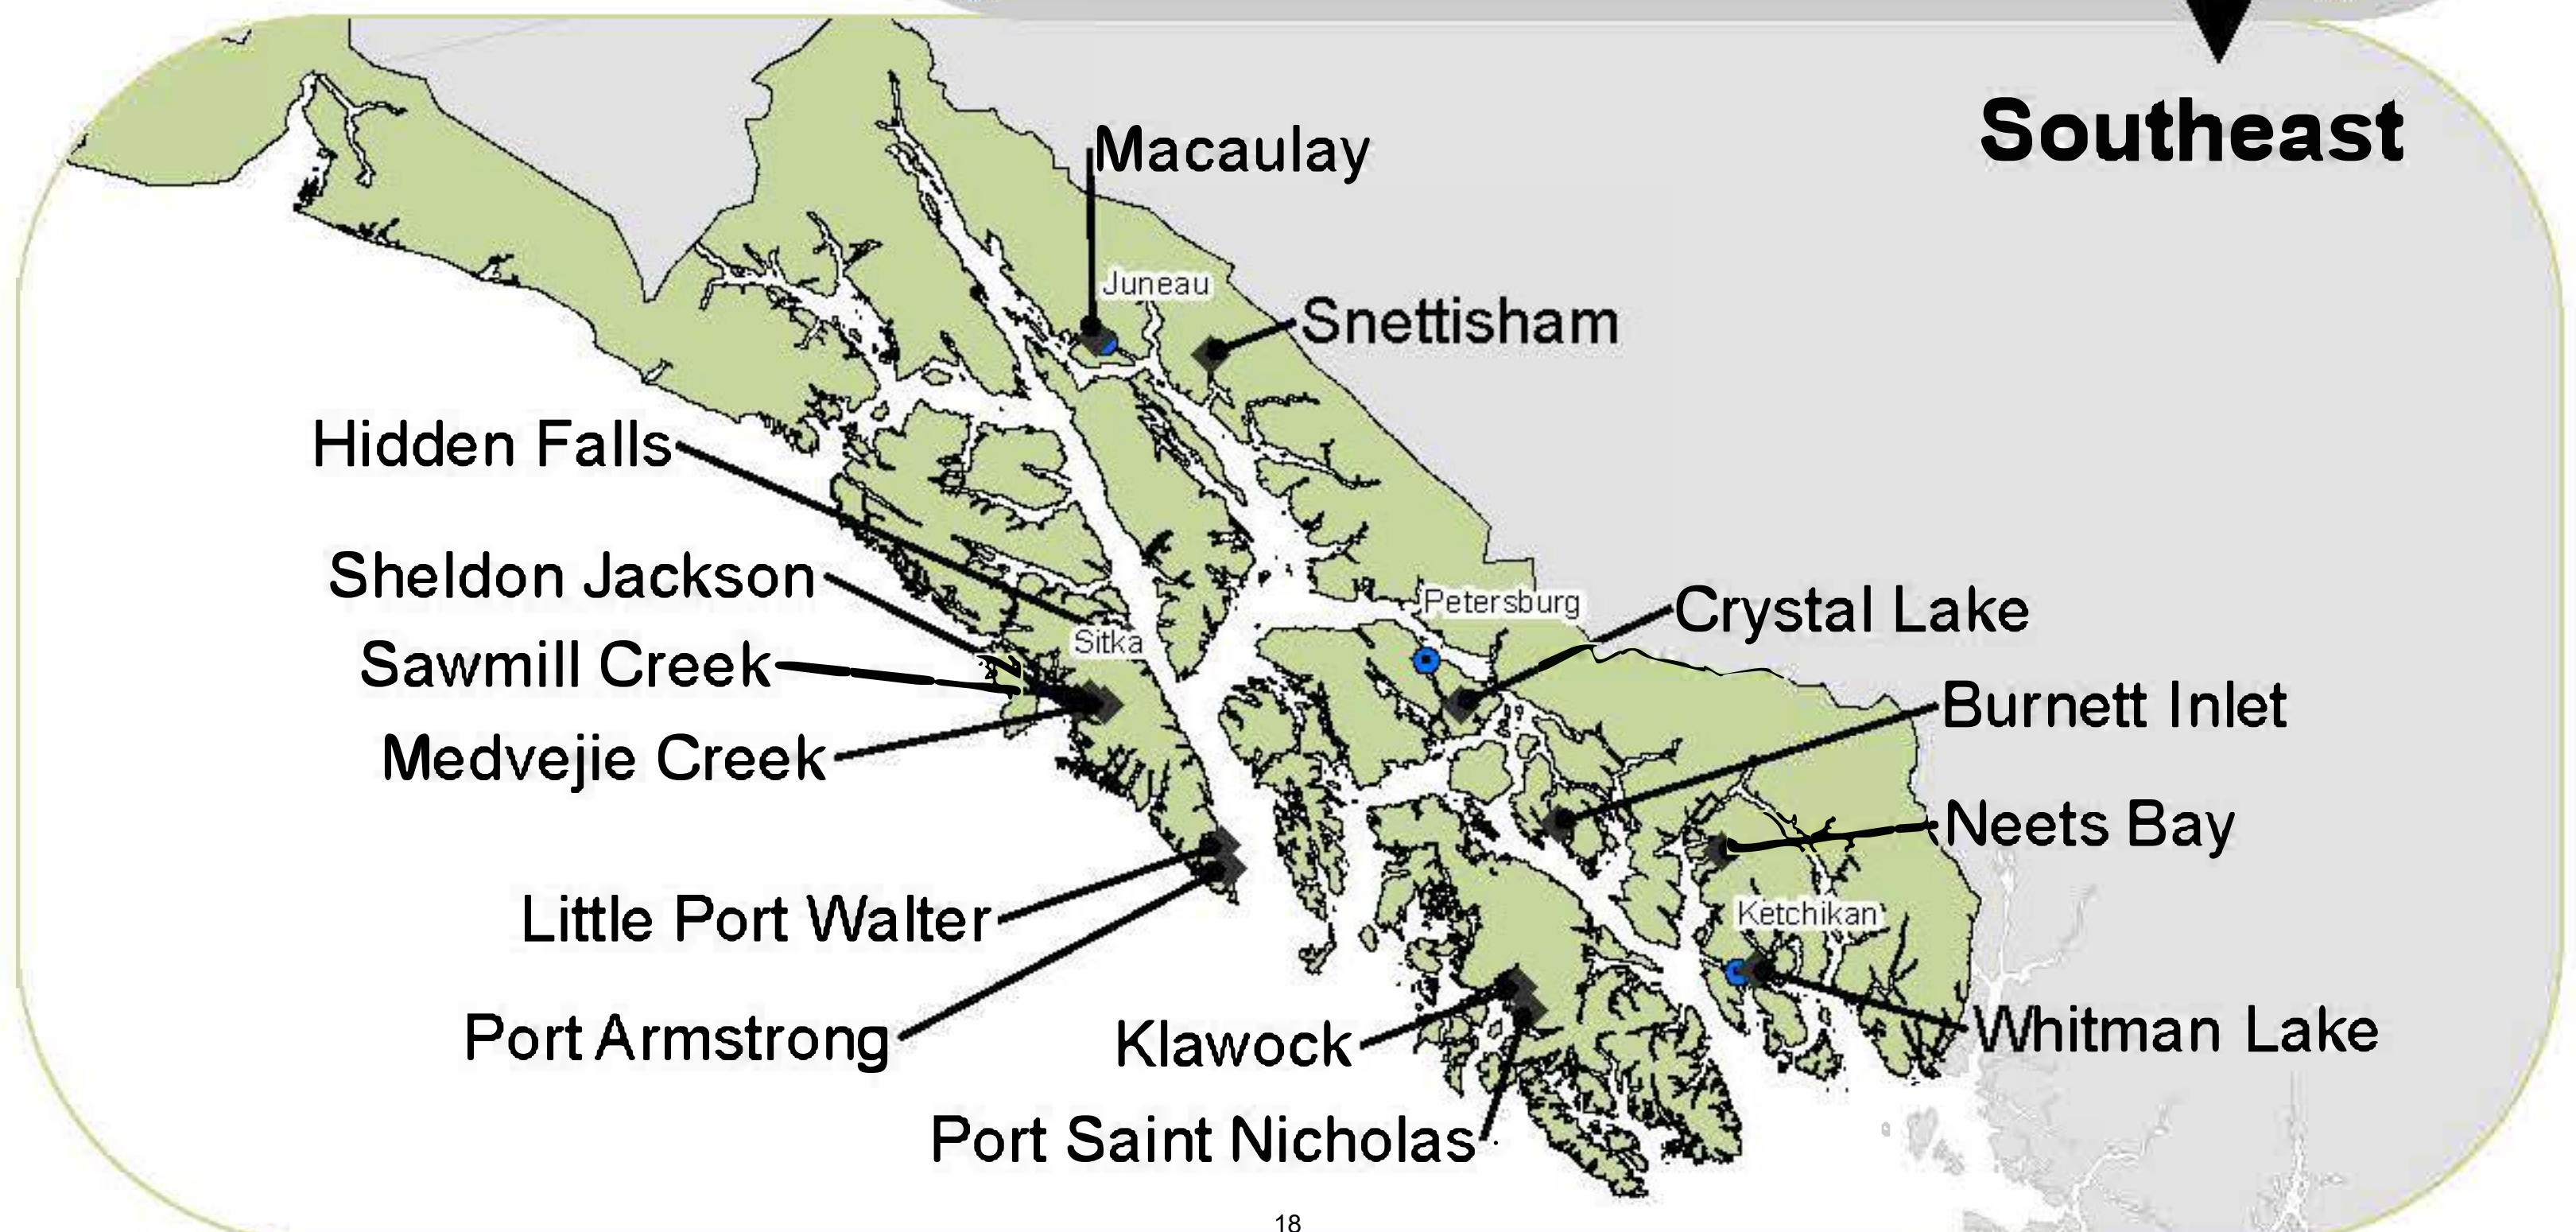 Southeast
Macaulay
Juneau
Snettisham
Hidden Falls
Sheldon Jackson
Petersburg
Crystal Lake
Sitka
Sawmill Creek
Burnett Inlet
Medvejie Creek
Neets Bay
Little Port Walter
Ketchikan
Port Armstrong
Klawock
Whitman Lake
Port Saint Nicholas
18